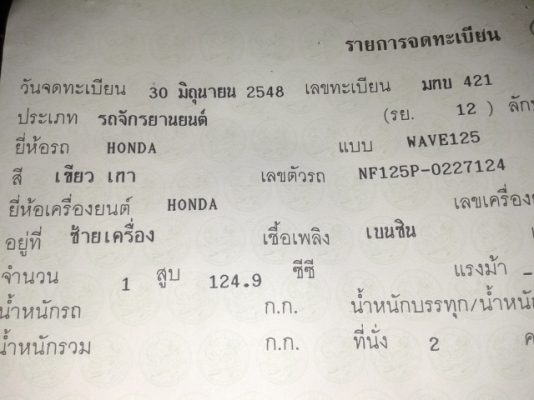 รายการจดทะเบียน
วันจดทะเบียน 30 มิถุนายน 2548 เลขทะเบียน มทบ 421
ประเภท รถจักรยานยนต์ (รย. 12 )
ยี่ห้อรถ HONDA แบบ WAVE125
สี เขียว เทา เลขตัวรถ NF125P-0227124
ยี่ห้อเครื่องยนต์ HONDA
อยู่ที่ ซ้ายเครื่อง เชื้อเพลิง เบนซิน
จำนวน 1 สูบ 124.9 ซีซี แรงม้า _
น้ำหนักรถ ก.ก. น้ำหนักบรรทุก/
น้ำหนักรวม ก.ก. ที่นั่ง 2